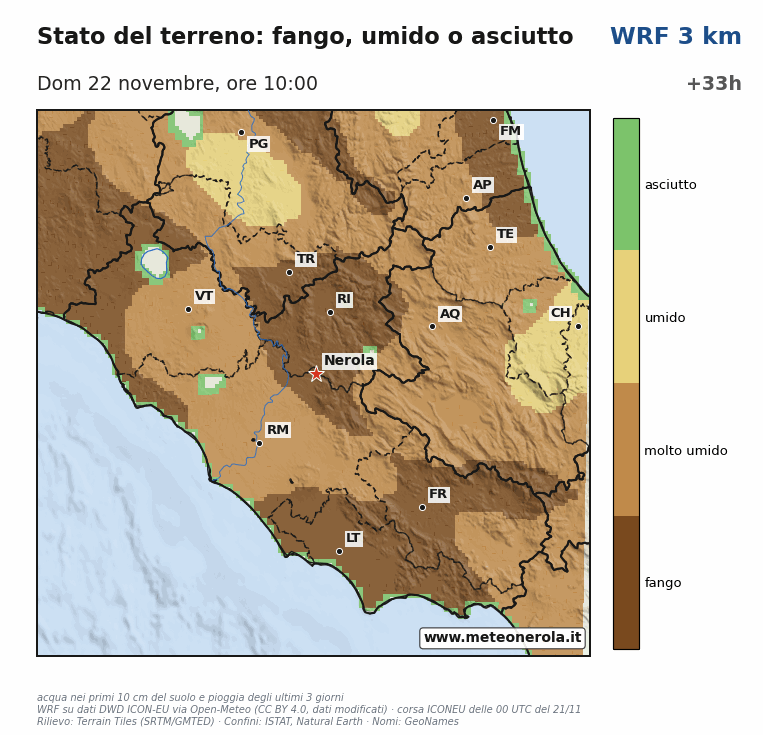 Stato del terreno: fango, umido o asciutto
WRF 3 km
Dom 22 novembre, ore 10:00
+33h
FM
PG
AP
TE
TR
VT
RI
AQ
CH
Nerola
RM
FR
LT
www.meteonerola.it
asciutto
umido
molto umido
fango
acqua nei primi 10 cm del suolo e pioggia degli ultimi 3 giorni
WRF su dati DWD ICON-EU via Open-Meteo (CC BY 4.0, dati modificati) · corsa ICONEU delle 00 UTC del 21/11
Rilievo: Terrain Tiles (SRTM/GMTED) · Confini: ISTAT, Natural Earth · Nomi: GeoNames